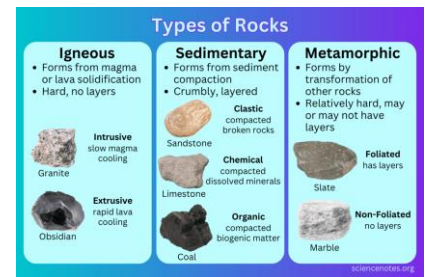 Types of Rocks
Igneous
• Forms from magma
or lava solidification
• Hard, no layers
Intrusive
slow magma
cooling
Granite
Extrusive
rapid lava
cooling
Obsidian
Sedimentary
• Forms from sediment
compaction
• Crumbly, layered
Clastic
compacted
broken rocks
Sandstone
Chemical
compacted
dissolved minerals
Limestone
Organic
compacted
biogenic matter
Coal
Metamorphic
• Forms by
transformation of
other rocks
• Relatively hard, may
or may not have
layers
Foliated
has layers
Slate
Non-Foliated
no layers
Marble
sciencenotes.org